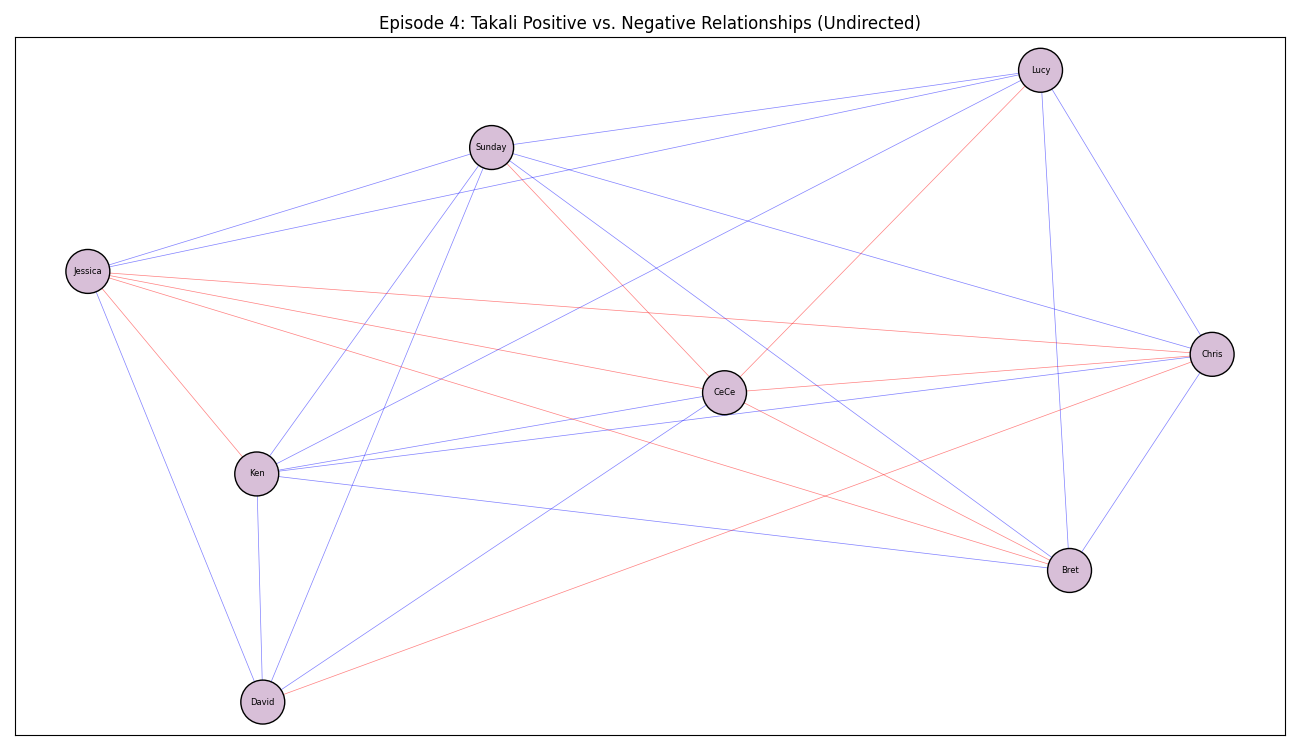 Episode 4: Takali Positive vs. Negative Relationships (Undirected)
Lucy
Sunday
Jessica
Chris
CeCe
Ken
Bret
David